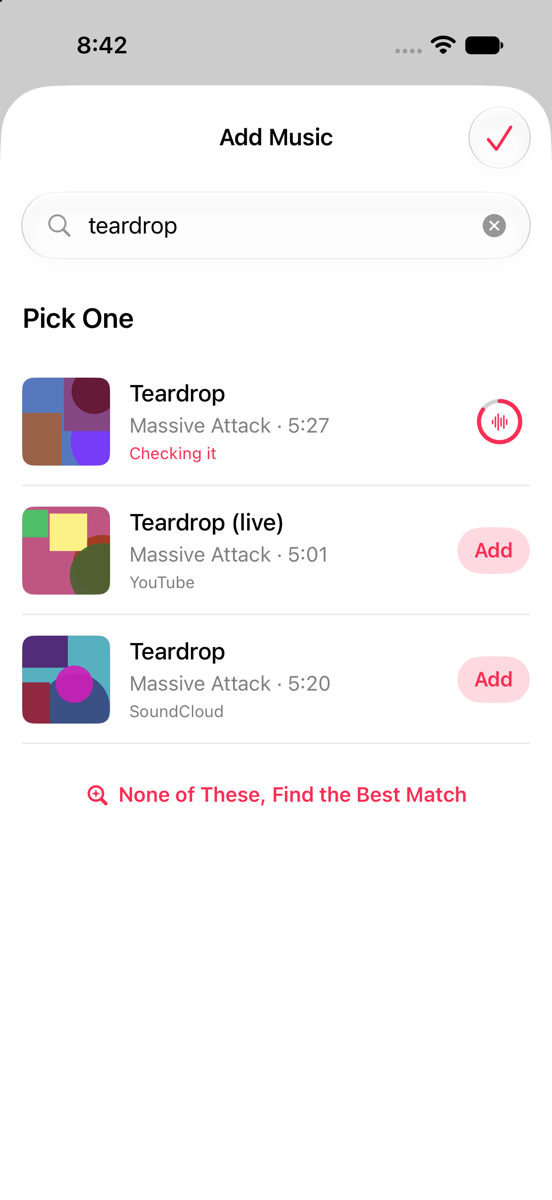 8:42
Add Music
teardrop
Pick One
Teardrop
Massive Attack · 5:27
Checking it
Teardrop (live)
Massive Attack · 5:01
YouTube
Add
Teardrop
Massive Attack · 5:20
SoundCloud
Add
None of These, Find the Best Match